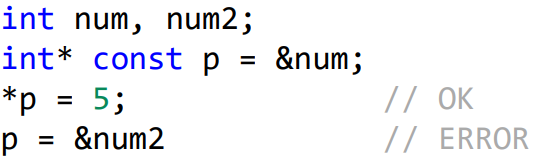 int num, num2;
int* const p = &num;
*p = 5; // OK
p = &num2 // ERROR